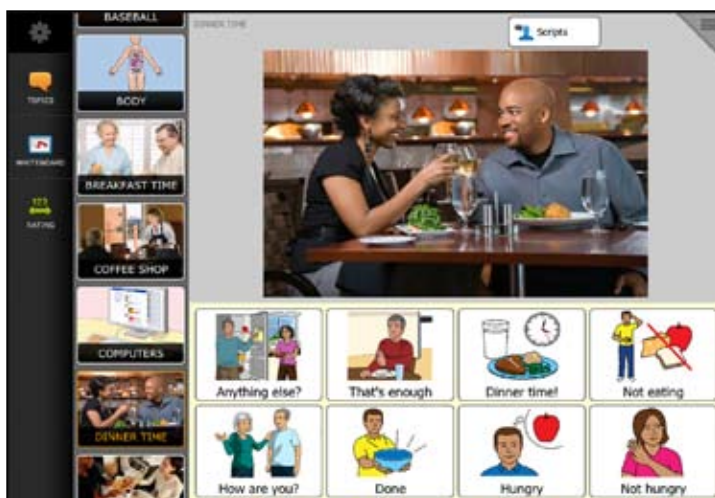 TOPICS
WHITEBOARD
123
RATING
BASEBALL
BODY
BREAKFAST TIME
COFFEE SHOP
COMPUTERS
DINNER TIME
DINNER TIME
Scripts
Anything else?
That's enough
Dinner time!
Not eating
How are you?
Done
Hungry
Not hungry